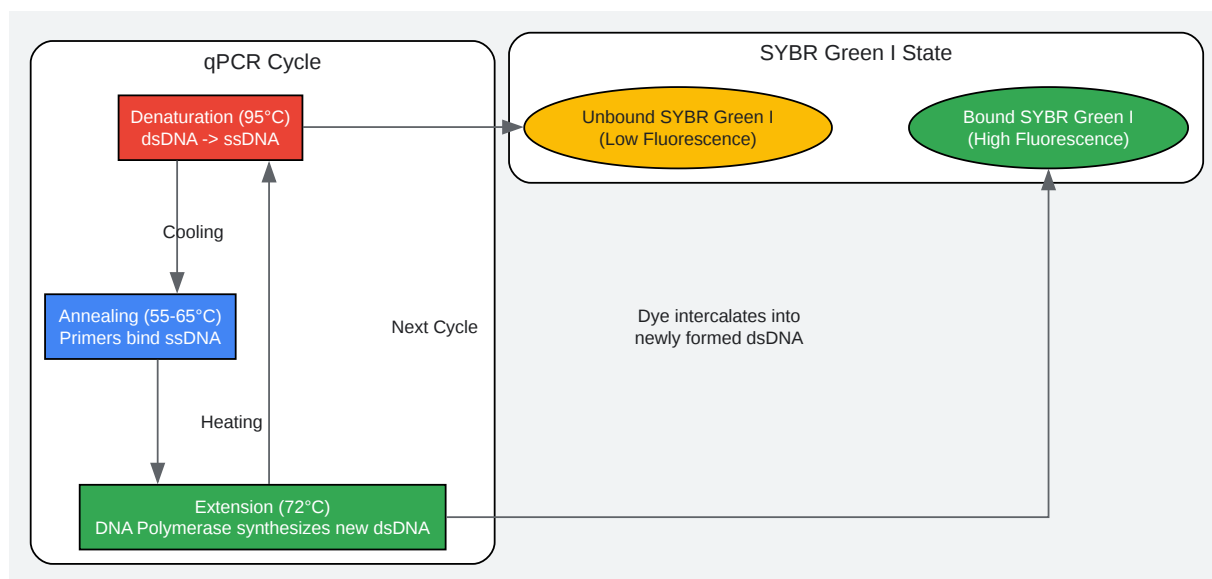 qPCR Cycle
Denaturation (95°C)
dsDNA -> ssDNA
Cooling
Annealing (55-65°C)
Primers bind ssDNA
Next Cycle
Heating
Extension (72°C)
DNA Polymerase synthesizes new dsDNA
SYBR Green I State
Unbound SYBR Green I
(Low Fluorescence)
Bound SYBR Green I
(High Fluorescence)
Dye intercalates into
newly formed dsDNA